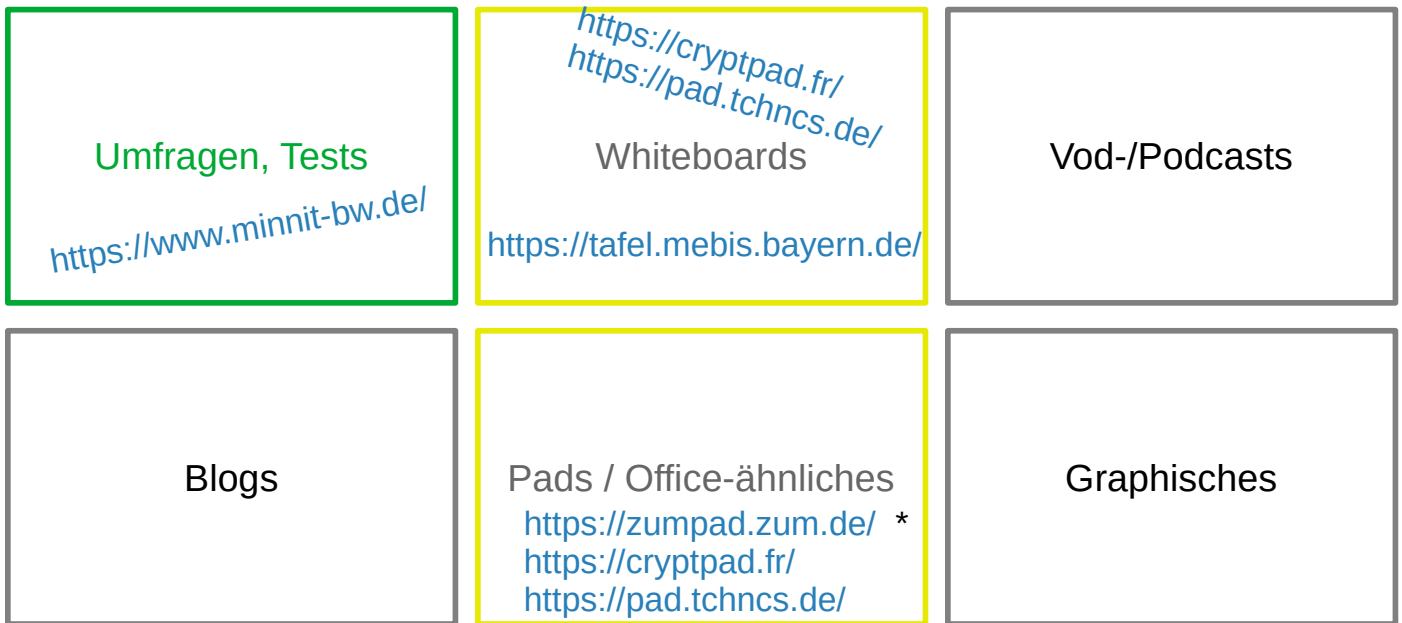 Umfragen, Tests
https://www.minnit-bw.de/
https://cryptpad.fr/
https://pad.tchncs.de/
Whiteboards
https://tafel.mebis.bayern.de/
Vod-/Podcasts
Blogs
Pads / Office-ähnliches
https://zumpad.zum.de/ *
https://cryptpad.fr/
https://pad.tchncs.de/
Graphisches